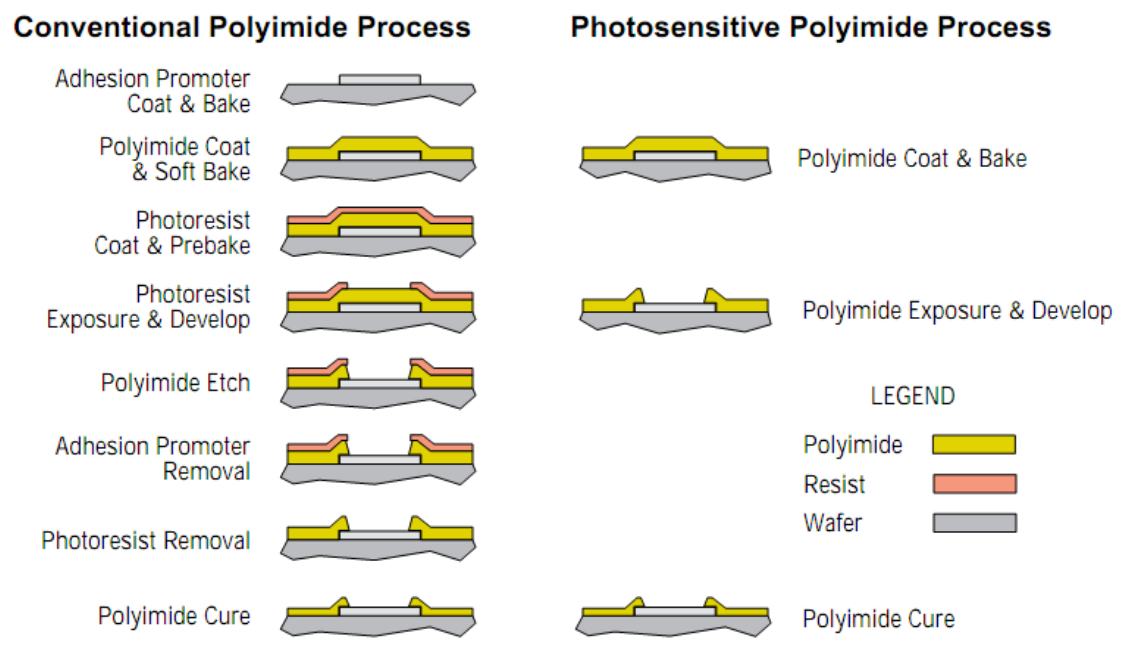 Conventional Polyimide Process
Adhesion Promoter
Coat & Bake
Polyimide Coat
& Soft Bake
Photoresist
Coat & Prebake
Photoresist
Exposure & Develop
Polyimide Etch
Adhesion Promoter
Removal
Photoresist Removal
Polyimide Cure
Photosensitive Polyimide Process
Polyimide Coat & Bake
Polyimide Exposure & Develop
LEGEND
Polyimide
Resist
Wafer
Polyimide Cure